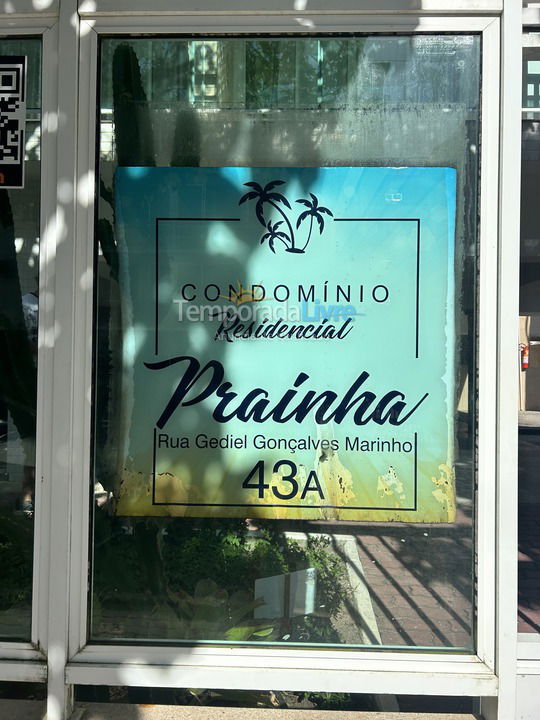 CONDOMÍNIO
TemporadaLivre
Residencial
Prainha
Rua Gediel Gonçalves Marinho
43A